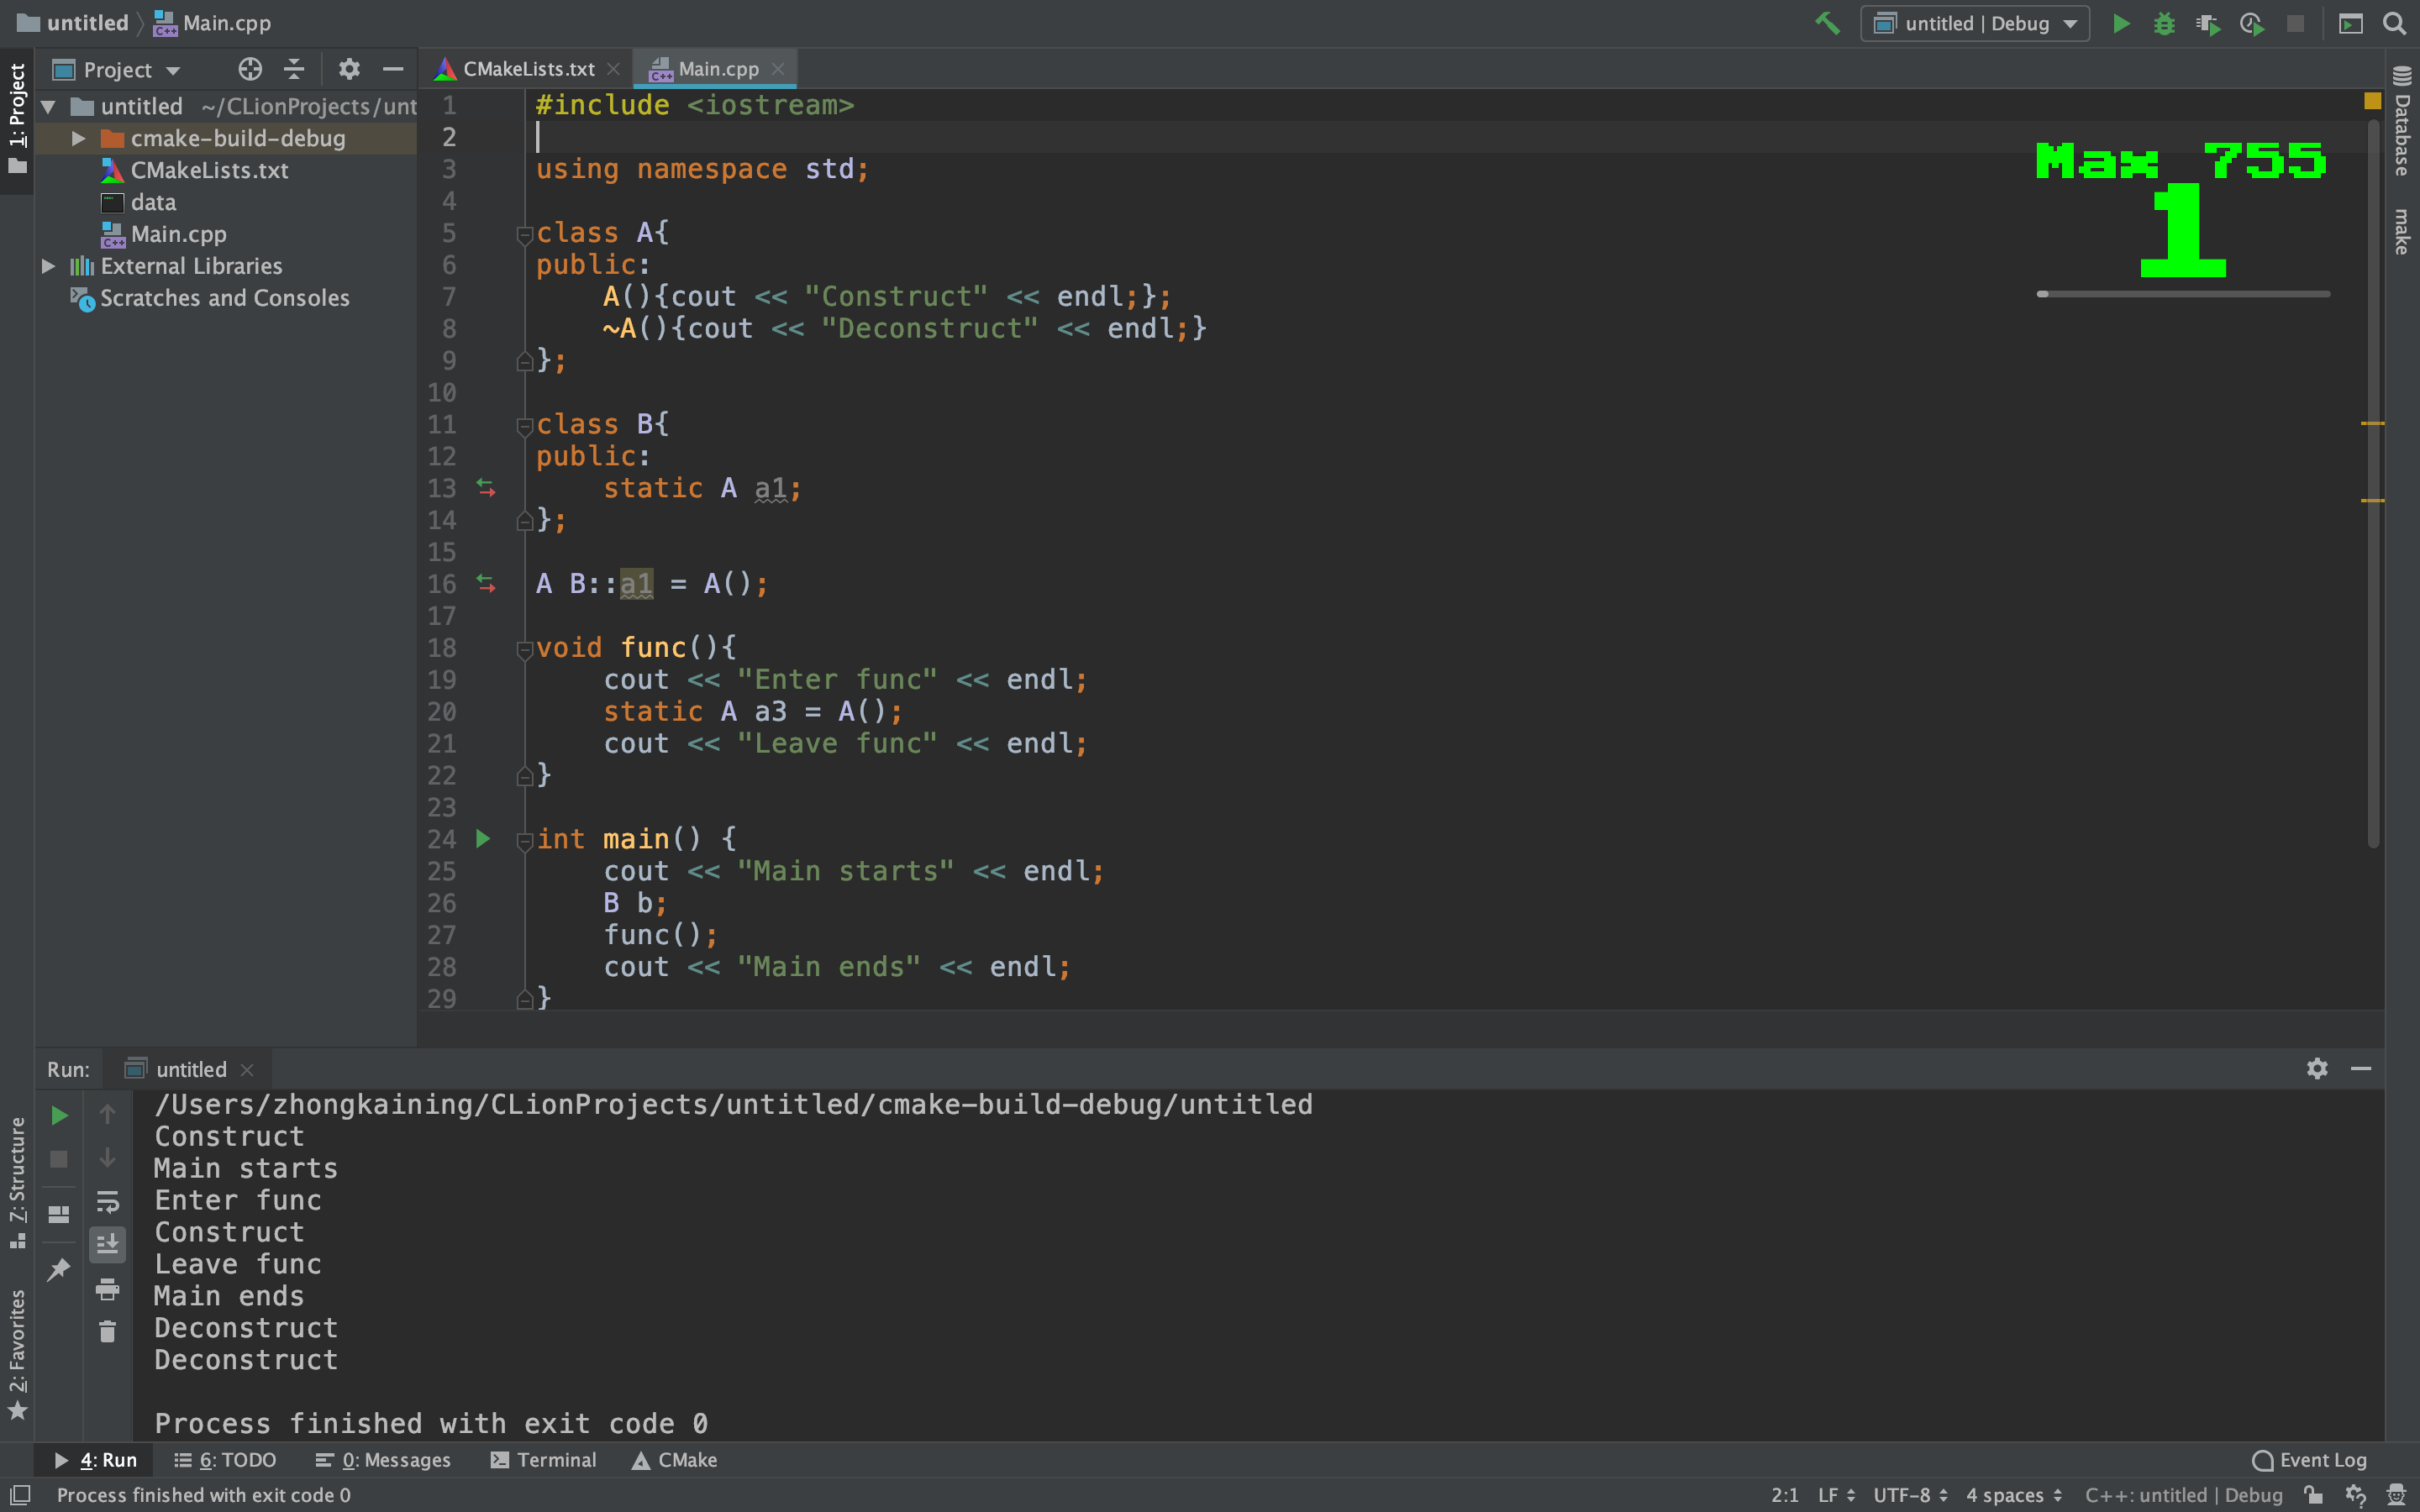 untitled Main.cpp
untitled | Debug
1: Project
Project
CMakeLists.txt
Main.cpp
untitled ~/CLionProjects/unt
cmake-build-debug
CMakeLists.txt
data
Main.cpp
External Libraries
Scratches and Consoles
1 #include <iostream>
2
3 using namespace std;
4
5 class A{
6 public:
7     A(){cout << "Construct" << endl;};
8     ~A(){cout << "Deconstruct" << endl;}
9 };
10
11 class B{
12 public:
13     static A a1;
14 };
15
16 A B::a1 = A();
17
18 void func(){
19     cout << "Enter func" << endl;
20     static A a3 = A();
21     cout << "Leave func" << endl;
22 }
23
24 int main() {
25     cout << "Main starts" << endl;
26     B b;
27     func();
28     cout << "Main ends" << endl;
29 }
Max 755
1
Database
make
Run: untitled
/Users/zhongkaining/CLionProjects/untitled/cmake-build-debug/untitled
Construct
Main starts
Enter func
Construct
Leave func
Main ends
Deconstruct
Deconstruct
Process finished with exit code 0
7: Structure
2: Favorites
4: Run 6: TODO 0: Messages Terminal CMake Event Log
Process finished with exit code 0 2:1 LF UTF-8 4 spaces C++: untitled | Debug